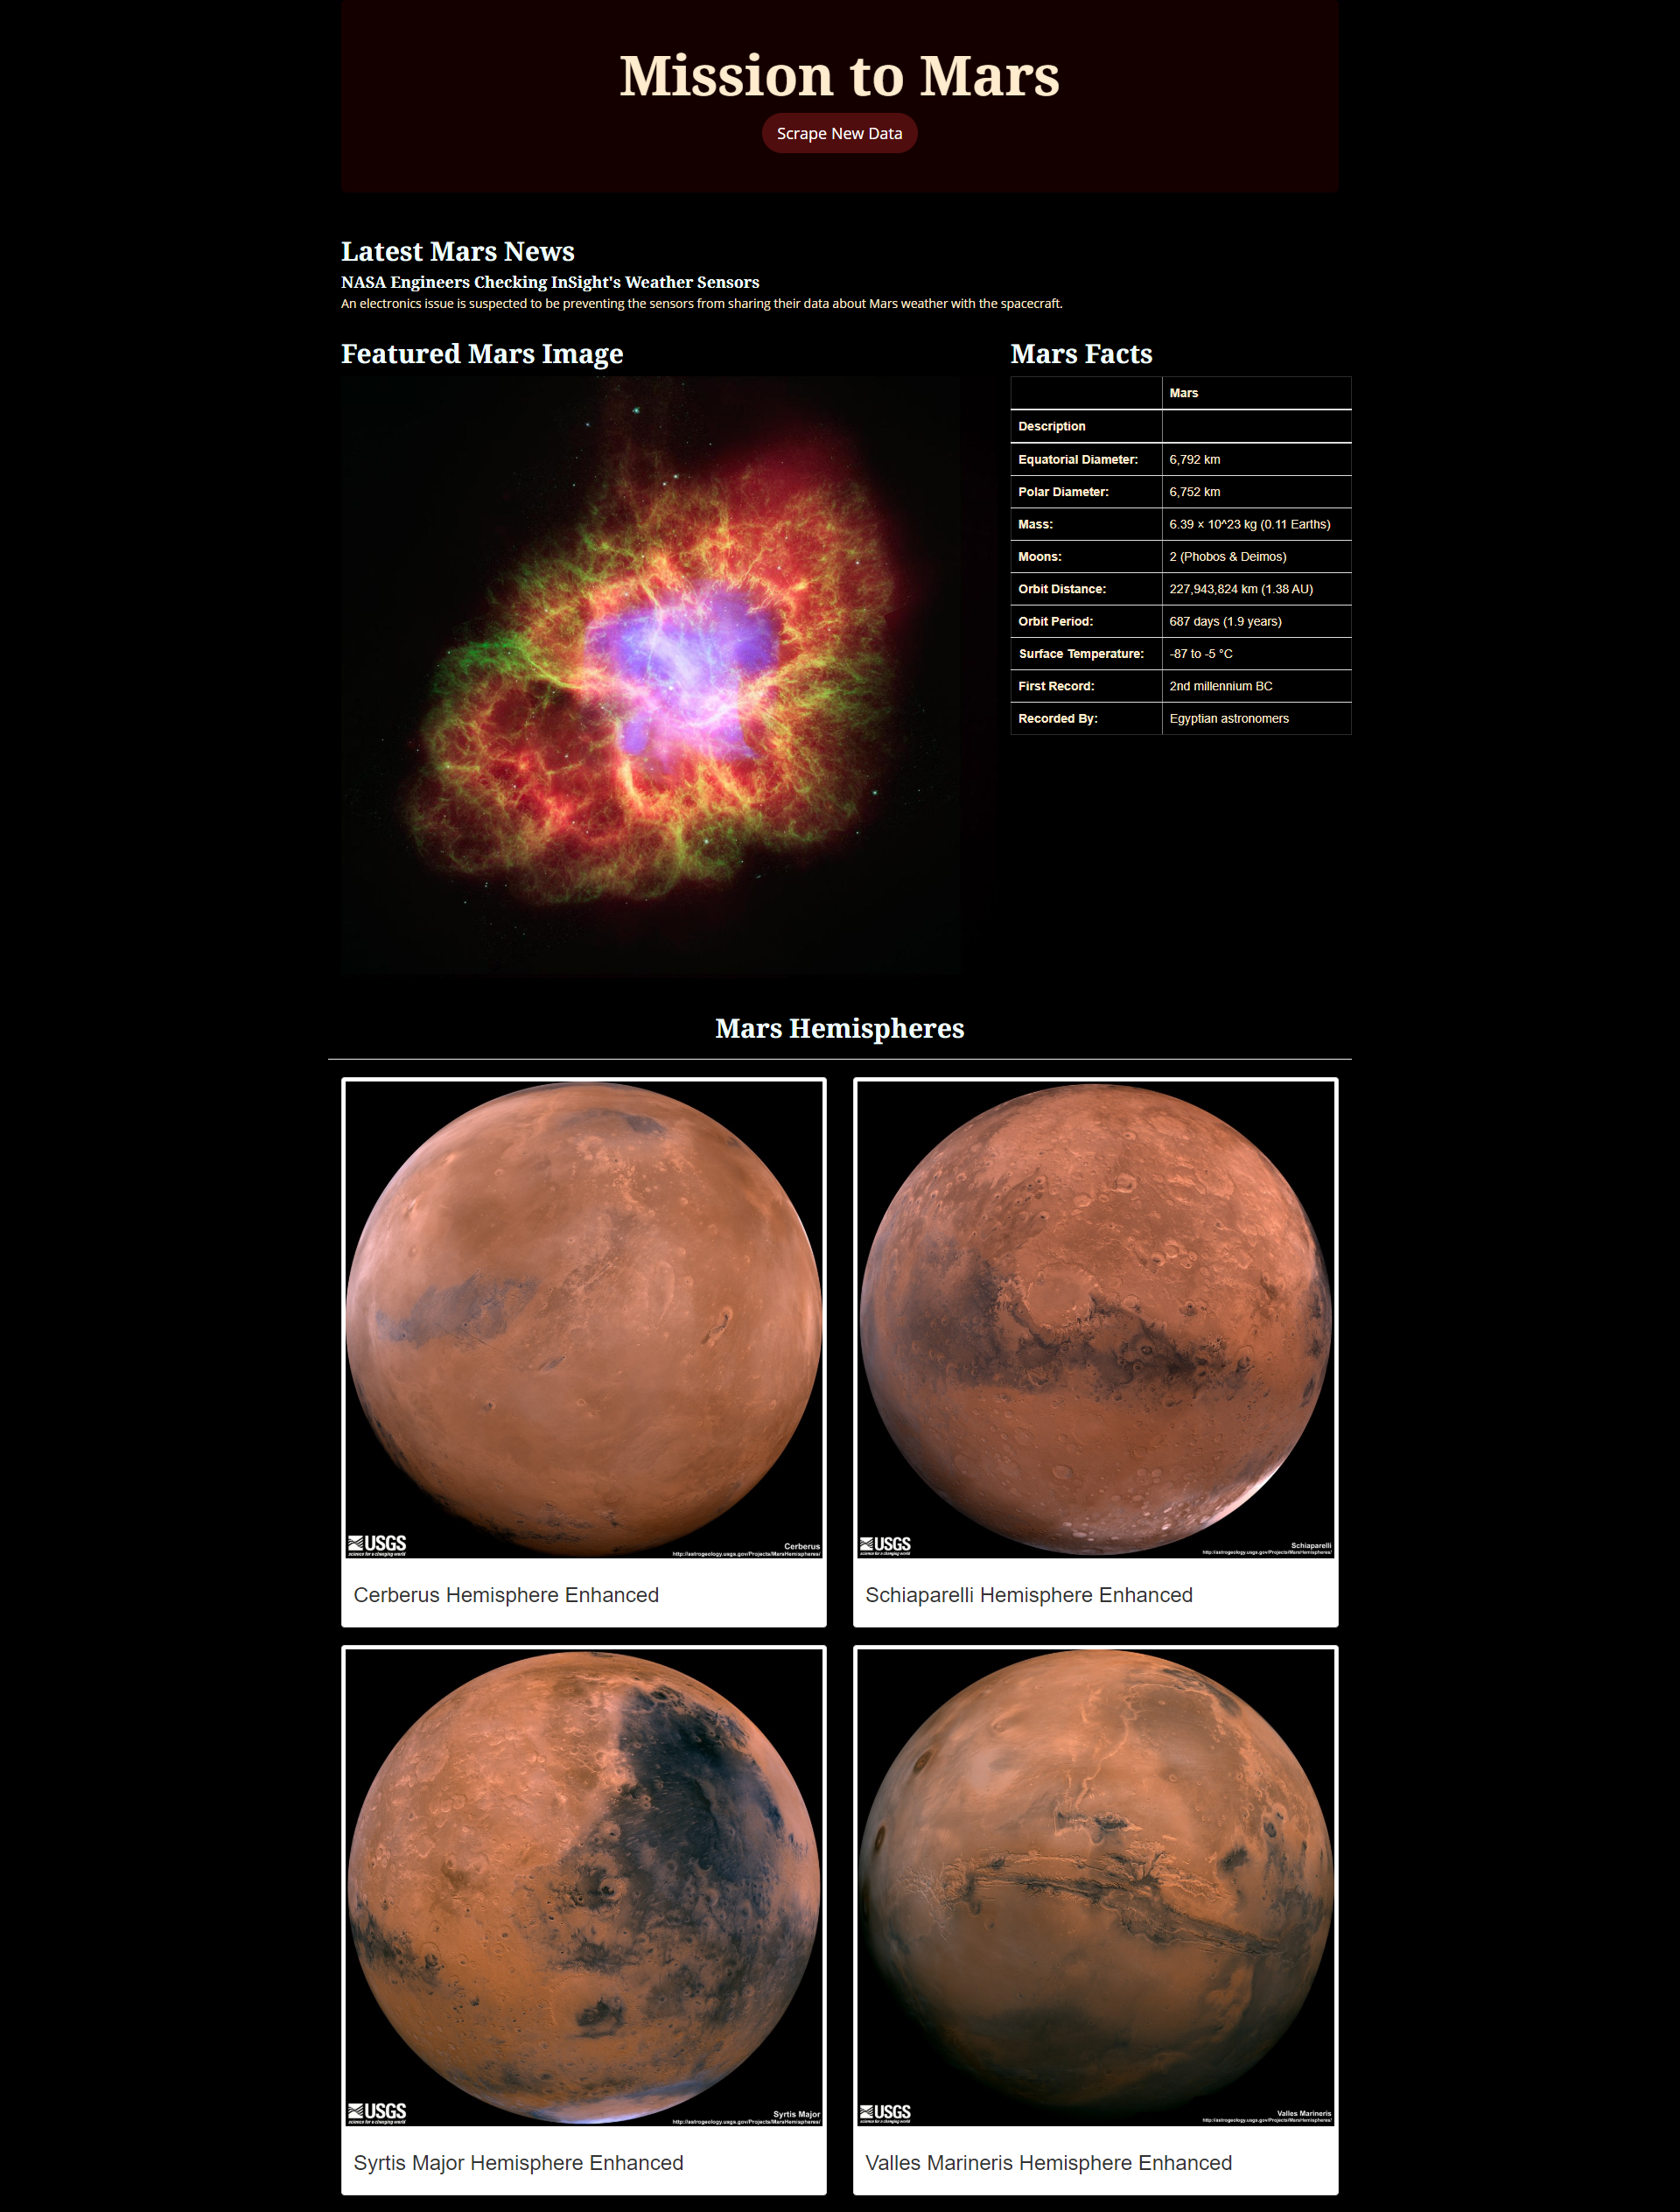 Mission to Mars
Scrape New Data
Latest Mars News
NASA Engineers Checking InSight's Weather Sensors
An electronics issue is suspected to be preventing the sensors from sharing their data about Mars weather with the spacecraft.
Featured Mars Image
Mars Facts
Mars
Description
Equatorial Diameter: 6,792 km
Polar Diameter: 6,752 km
Mass: 6.39 × 10^23 kg (0.11 Earths)
Moons: 2 (Phobos & Deimos)
Orbit Distance: 227,943,824 km (1.38 AU)
Orbit Period: 687 days (1.9 years)
Surface Temperature: -87 to -5 °C
First Record: 2nd millennium BC
Recorded By: Egyptian astronomers
Mars Hemispheres
USGS
science for a changing world
Cerberus
http://astrogeology.usgs.gov/Projects/MarsHemispheres/
Cerberus Hemisphere Enhanced
USGS
science for a changing world
Schiaparelli
http://astrogeology.usgs.gov/Projects/MarsHemispheres/
Schiaparelli Hemisphere Enhanced
USGS
science for a changing world
Syrtis Major
http://astrogeology.usgs.gov/Projects/MarsHemispheres/
Syrtis Major Hemisphere Enhanced
USGS
science for a changing world
Valles Marineris
http://astrogeology.usgs.gov/Projects/MarsHemispheres/
Valles Marineris Hemisphere Enhanced